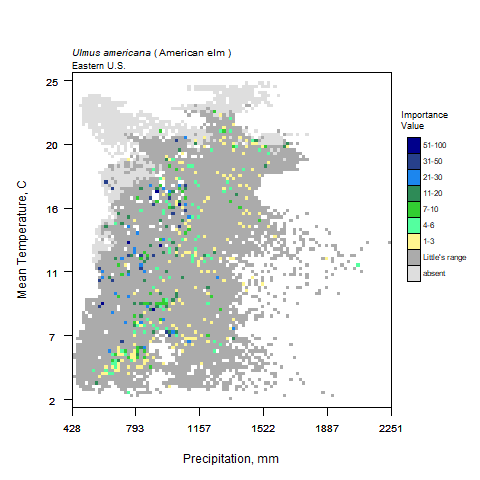 Ulmus americana ( American elm )
Eastern U.S.
25
20
16
11
7
2
Mean Temperature, C
428 793 1157 1522 1887 2251
Precipitation, mm
Importance
Value
51-100
31-50
21-30
11-20
7-10
4-6
1-3
Little's range
absent